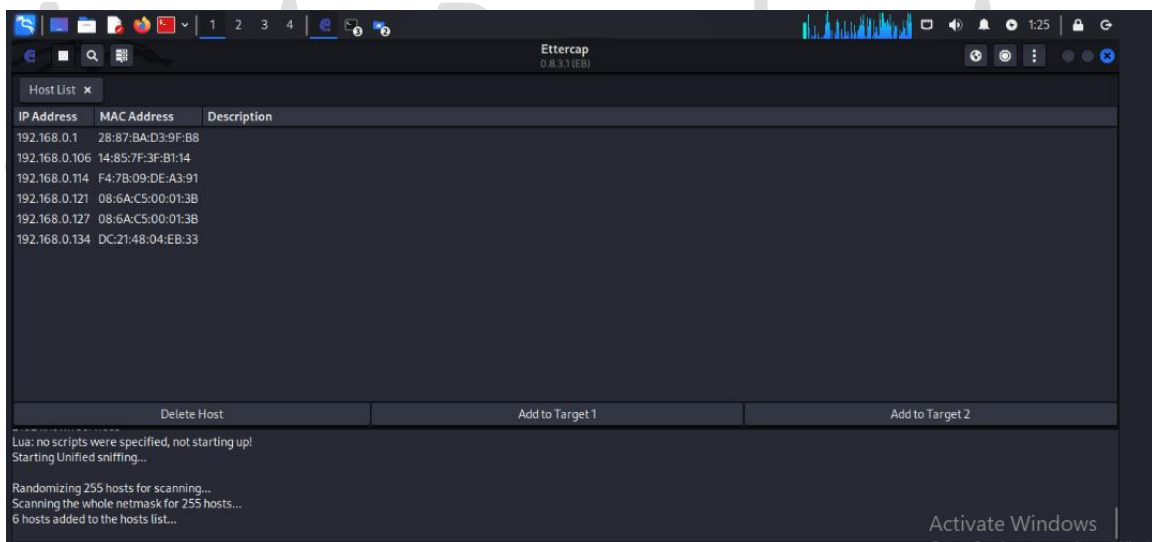 1 2 3 4
1:25
Ettercap
0.8.3.1 (EB)
Host List ×
IP Address MAC Address Description
192.168.0.1 28:87:BA:D3:9F:B8
192.168.0.106 14:85:7F:3F:B1:14
192.168.0.114 F4:7B:09:DE:A3:91
192.168.0.121 08:6A:C5:00:01:3B
192.168.0.127 08:6A:C5:00:01:3B
192.168.0.134 DC:21:48:04:EB:33
Delete Host Add to Target 1 Add to Target 2
Lua: no scripts were specified, not starting up!
Starting Unified sniffing...
Randomizing 255 hosts for scanning...
Scanning the whole netmask for 255 hosts...
6 hosts added to the hosts list...
Activate Windows